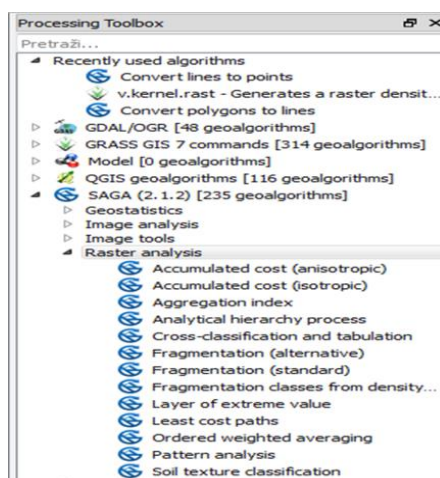 Processing Toolbox
Pretraži...
Recently used algorithms
Convert lines to points
v.kernel.rast - Generates a raster densit...
Convert polygons to lines
GDAL/OGR [48 geoalgorithms]
GRASS GIS 7 commands [314 geoalgorithms]
Model [0 geoalgorithms]
QGIS geoalgorithms [116 geoalgorithms]
SAGA (2.1.2) [235 geoalgorithms]
Geostatistics
Image analysis
Image tools
Raster analysis
Accumulated cost (anisotropic)
Accumulated cost (isotropic)
Aggregation index
Analytical hierarchy process
Cross-classification and tabulation
Fragmentation (alternative)
Fragmentation (standard)
Fragmentation classes from density...
Layer of extreme value
Least cost paths
Ordered weighted averaging
Pattern analysis
Soil texture classification